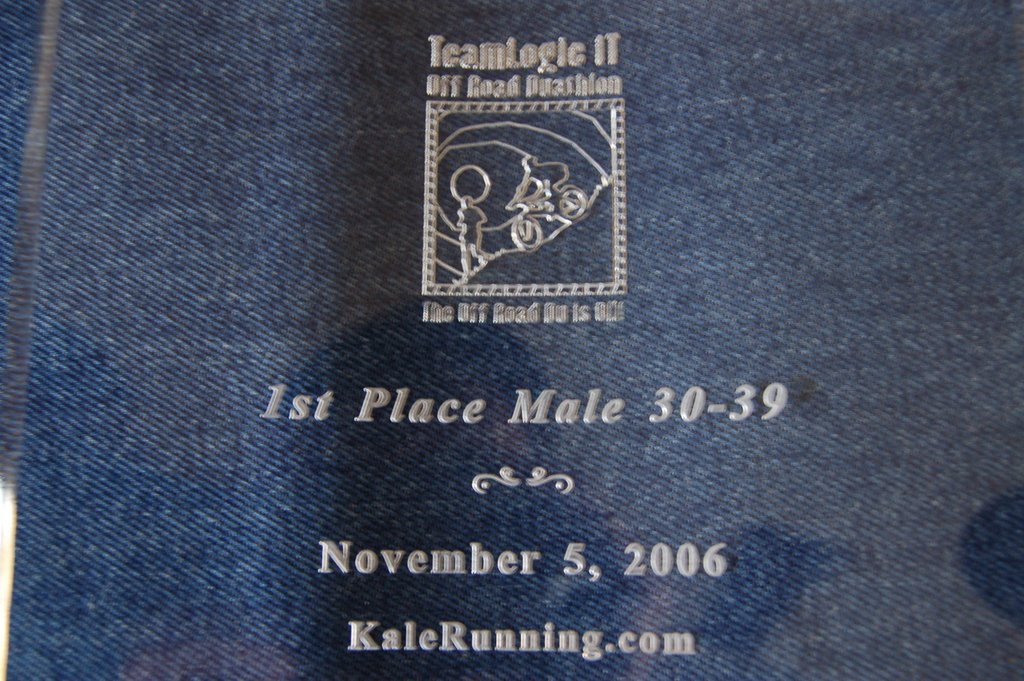 TeamLogic IT
Off Road Duathlon
The Off Road Du is On!
1st Place Male 30-39
November 5, 2006
KaleRunning.com